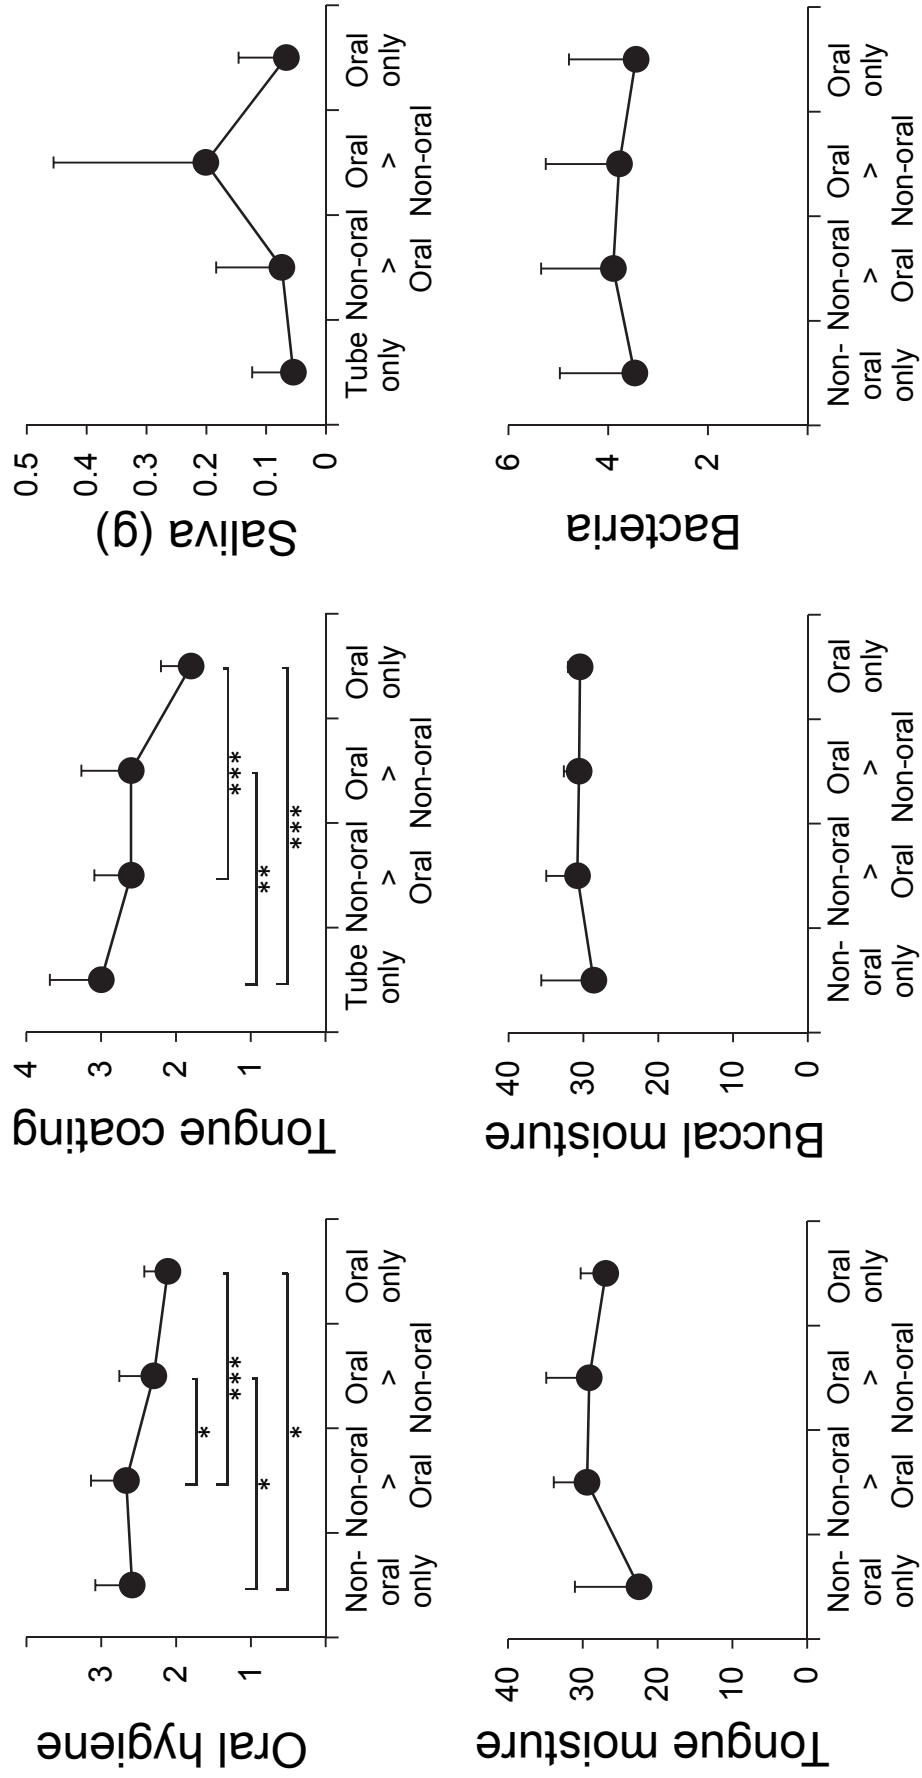 Oral hygiene
3
2
1
Non- Non-oral Oral Oral
oral > > only
only Oral Non-oral
*
***
*
*
Tongue coating
4
3
2
1
Tube Non-oral Oral Oral
only > > only
Oral Non-oral
***
**
***
Saliva (g)
0.5
0.4
0.3
0.2
0.1
0
Tube Non-oral Oral Oral
only > > only
Oral Non-oral
Tongue moisture
40
30
20
10
0
Non- Non-oral Oral Oral
oral > > only
only Oral Non-oral
Buccal moisture
40
30
20
10
0
Non- Non-oral Oral Oral
oral > > only
only Oral Non-oral
Bacteria
6
4
2
Non- Non-oral Oral Oral
oral > > only
only Oral Non-oral